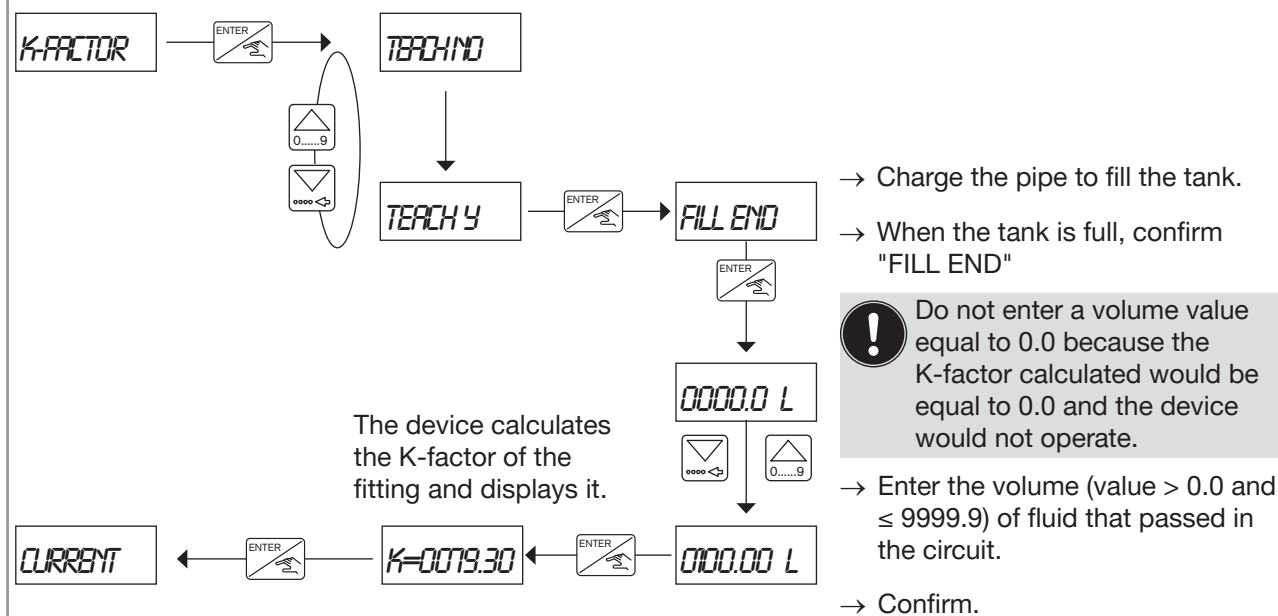 K-FACTOR
ENTER
TEACH NO
0......9
TEACH Y
ENTER
FILL END
ENTER
→ Charge the pipe to fill the tank.
→ When the tank is full, confirm
"FILL END"
! Do not enter a volume value
equal to 0.0 because the
K-factor calculated would be
equal to 0.0 and the device
would not operate.
0000.0 L
0......9
The device calculates
the K-factor of the
fitting and displays it.
→ Enter the volume (value > 0.0 and
≤ 9999.9) of fluid that passed in
the circuit.
CURRENT
ENTER
K=0079.30
ENTER
0100.00 L
→ Confirm.